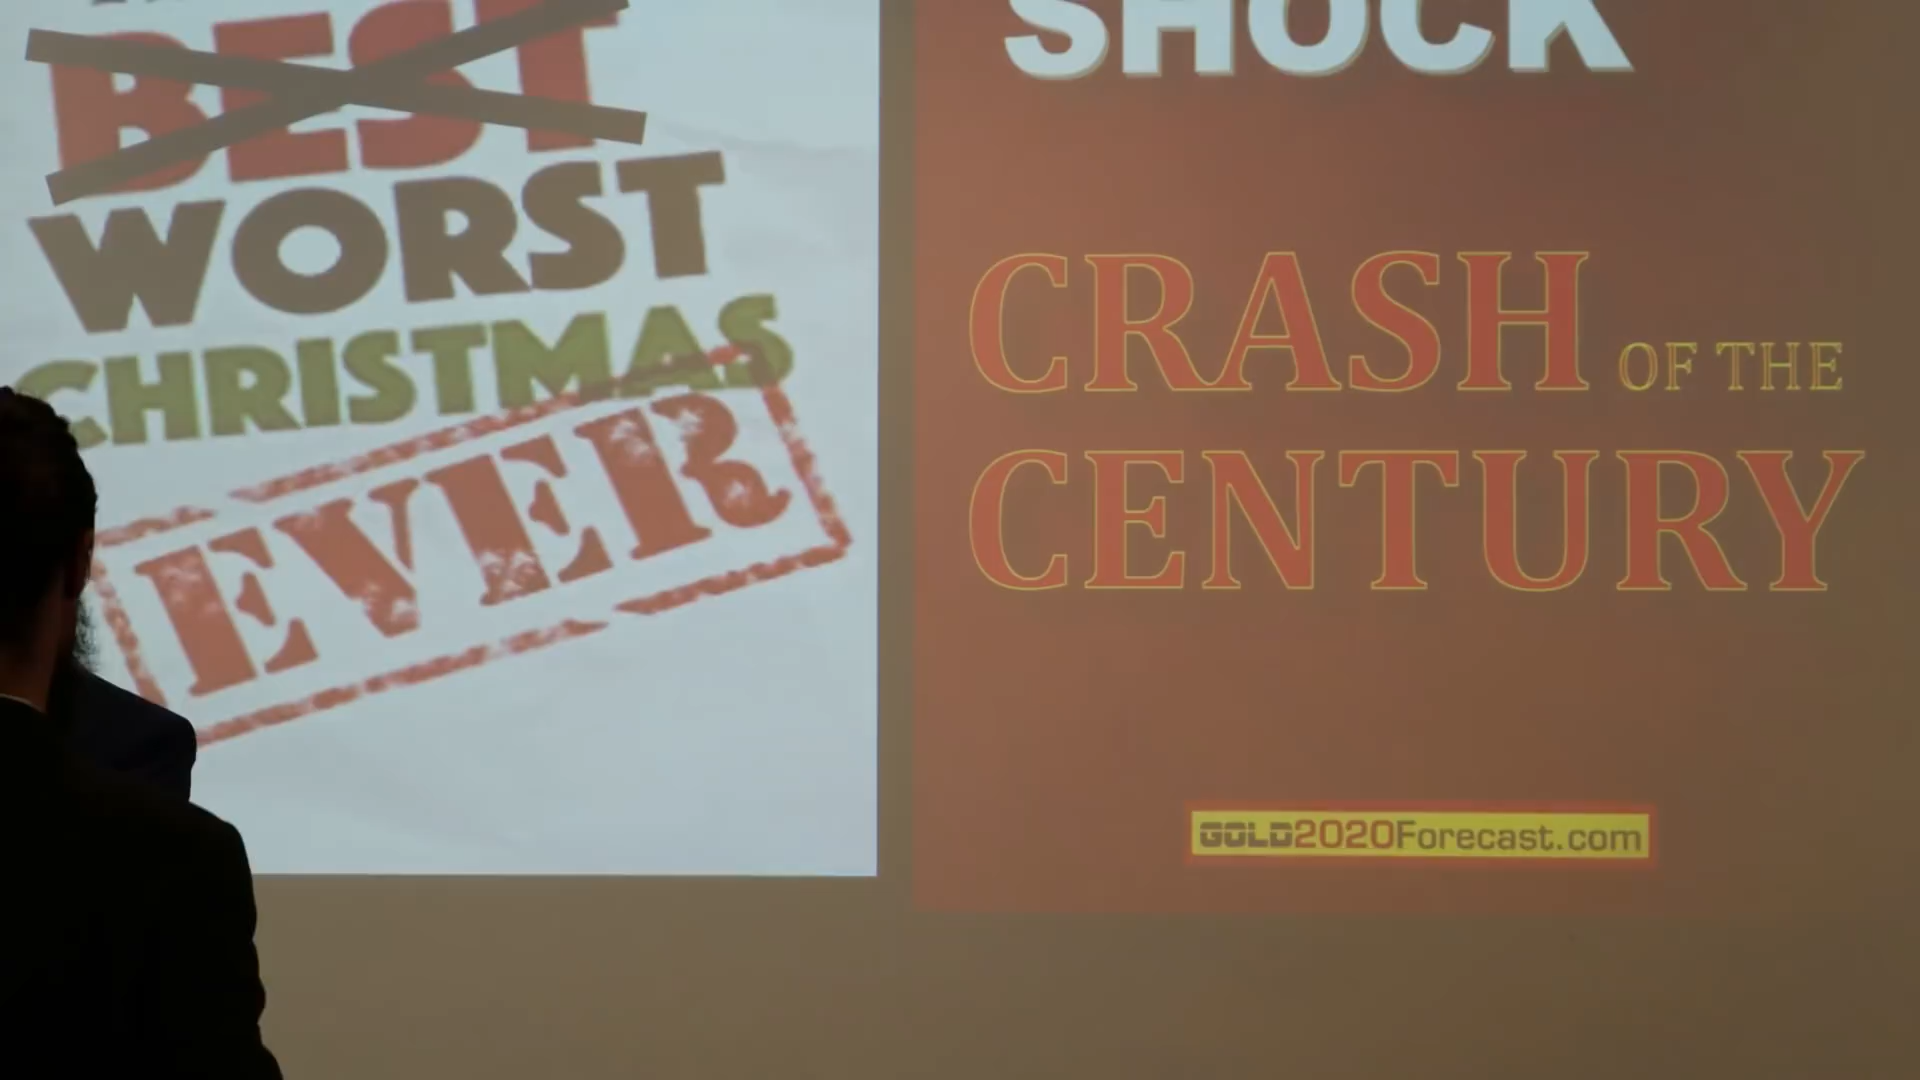 BEST
WORST
CHRISTMAS
EVER
SHOCK
CRASH OF THE
CENTURY
GOLD2020Forecast.com